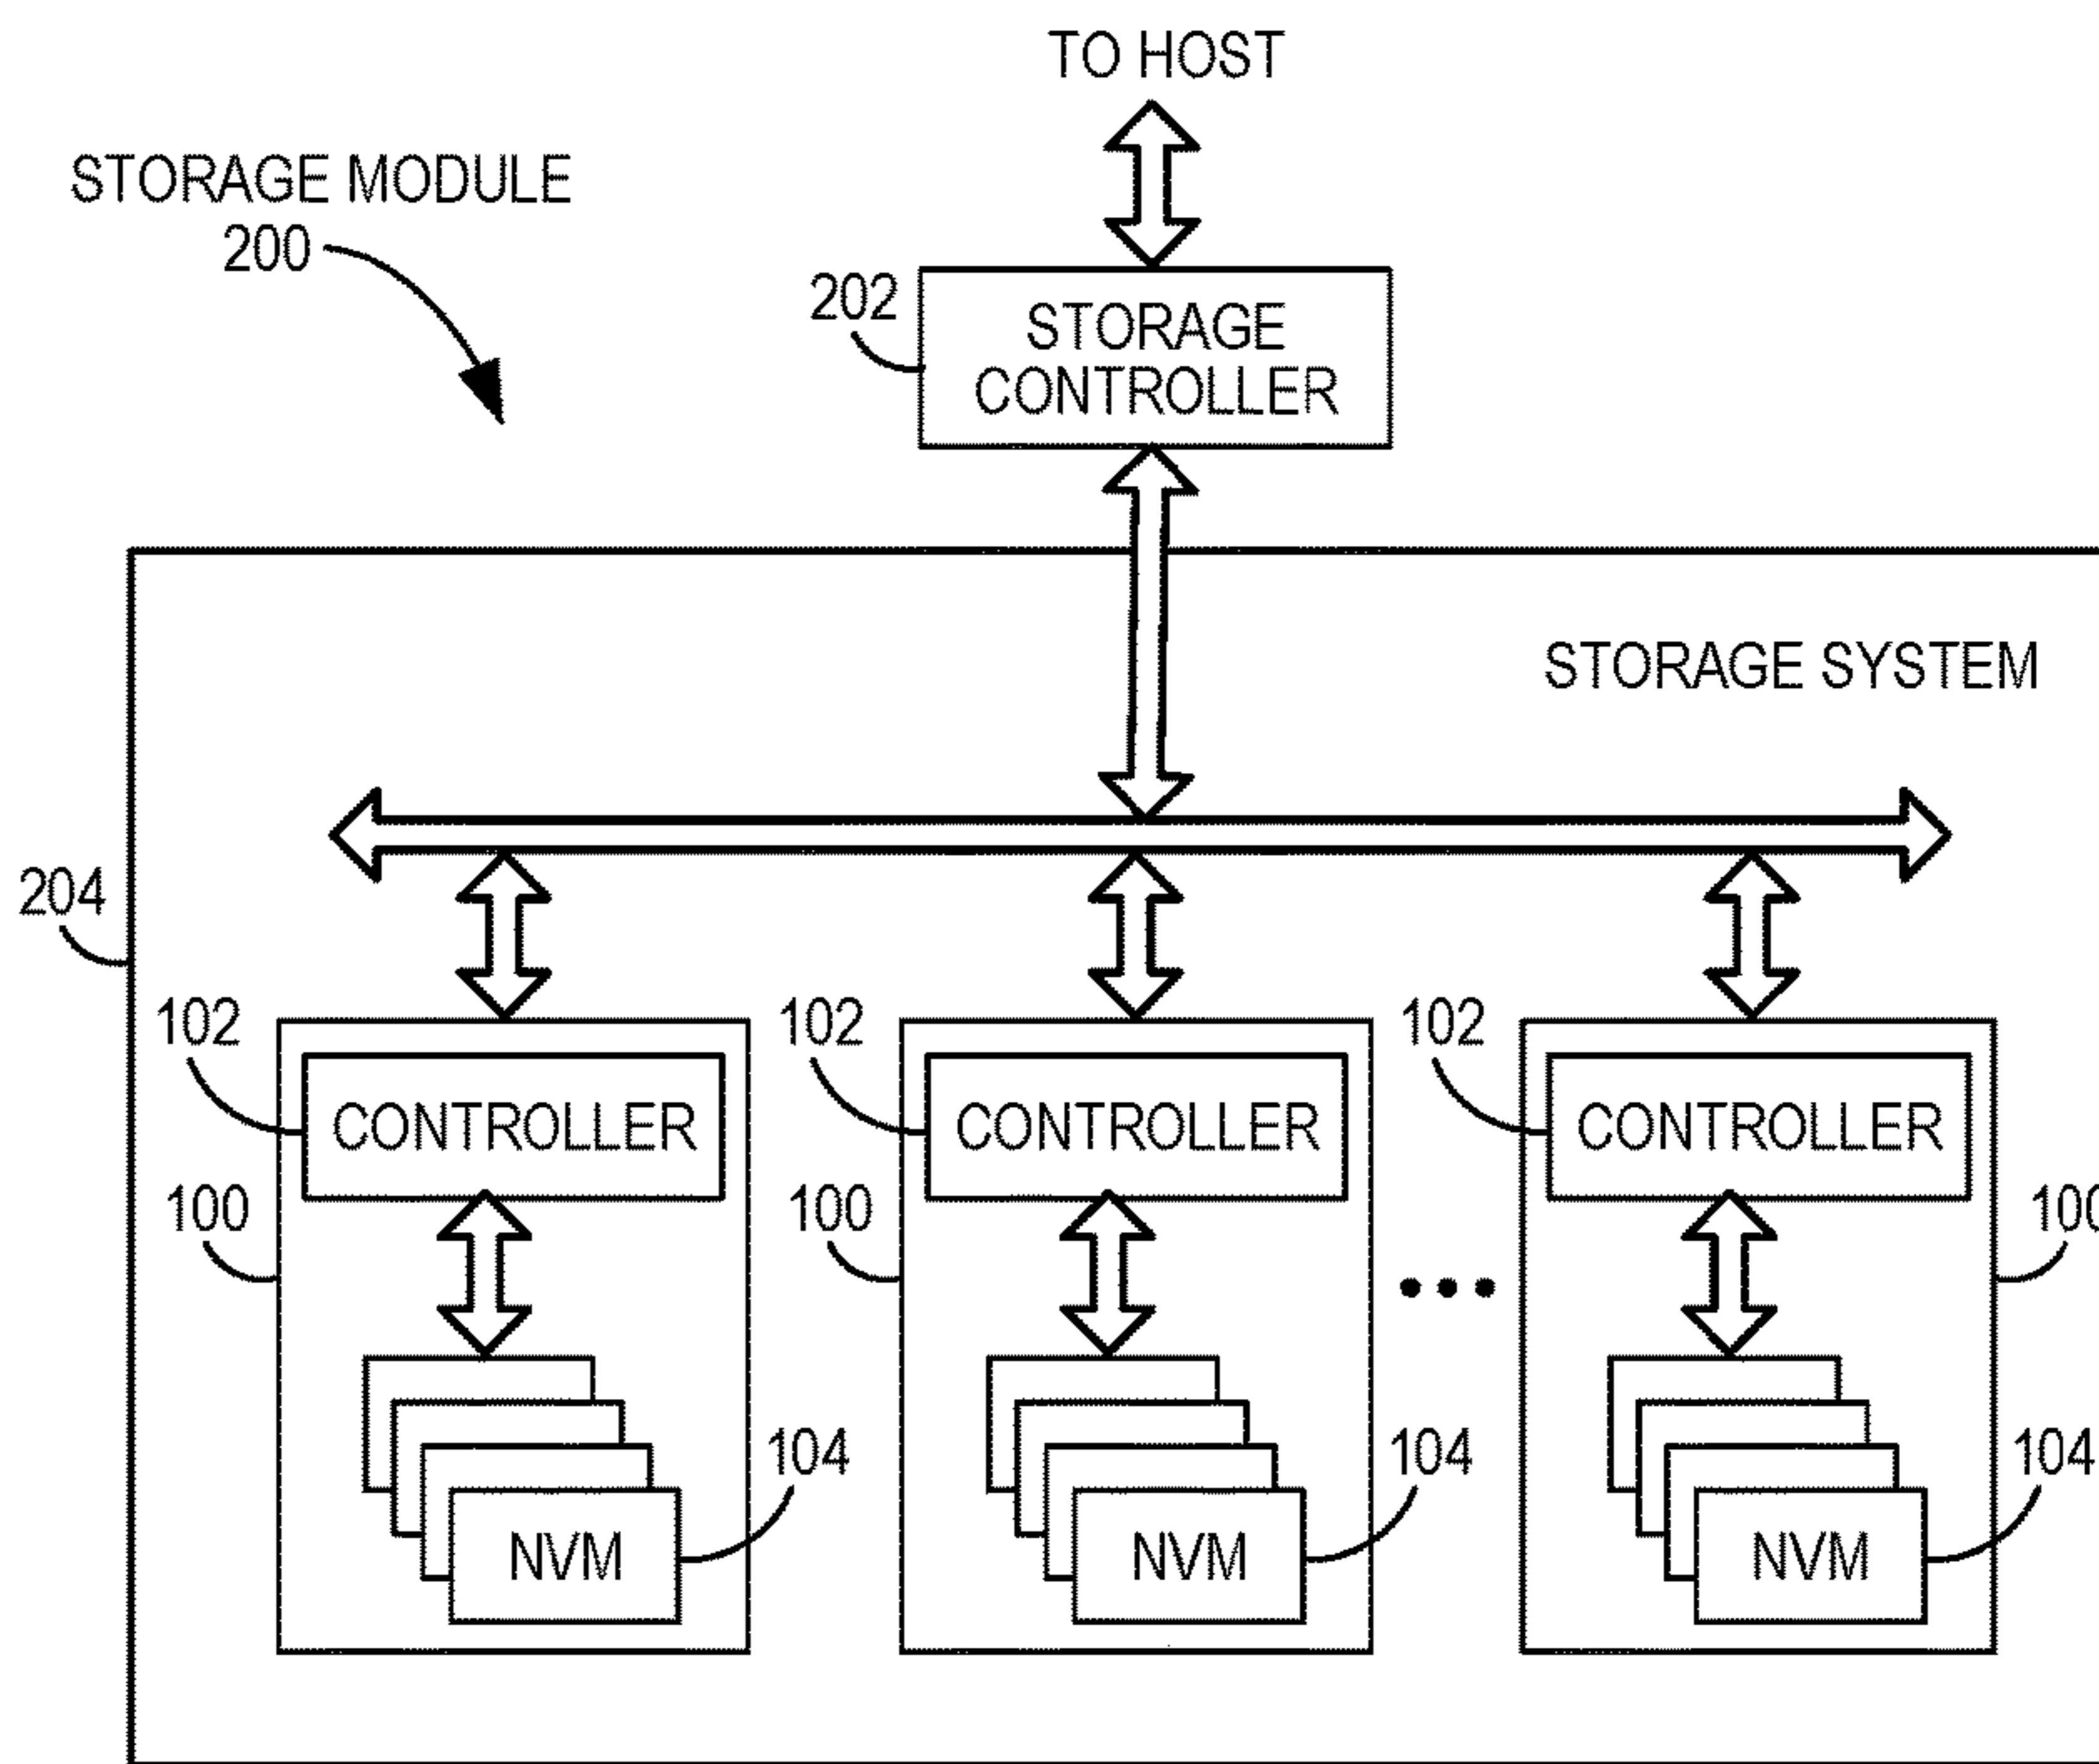 TO HOST
STORAGE MODULE
200
202
STORAGE
CONTROLLER
STORAGE SYSTEM
204
102
102
102
CONTROLLER
CONTROLLER
CONTROLLER
100
100
100
104
104
104
NVM
NVM
NVM